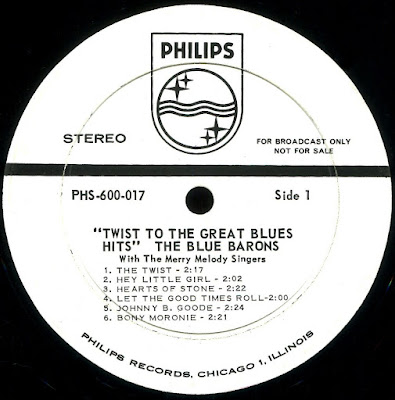 PHILIPS
STEREO
FOR BROADCAST ONLY
NOT FOR SALE
PHS-600-017
Side 1
"TWIST TO THE GREAT BLUES
HITS" THE BLUE BARONS
With The Merry Melody Singers
1. THE TWIST - 2:17
2. HEY LITTLE GIRL - 2:02
3. HEARTS OF STONE - 2:22
4. LET THE GOOD TIMES ROLL-2:00
5. JOHNNY B. GOODE - 2:24
6. BONY MORONIE - 2:21
PHILIPS RECORDS, CHICAGO 1, ILLINOIS